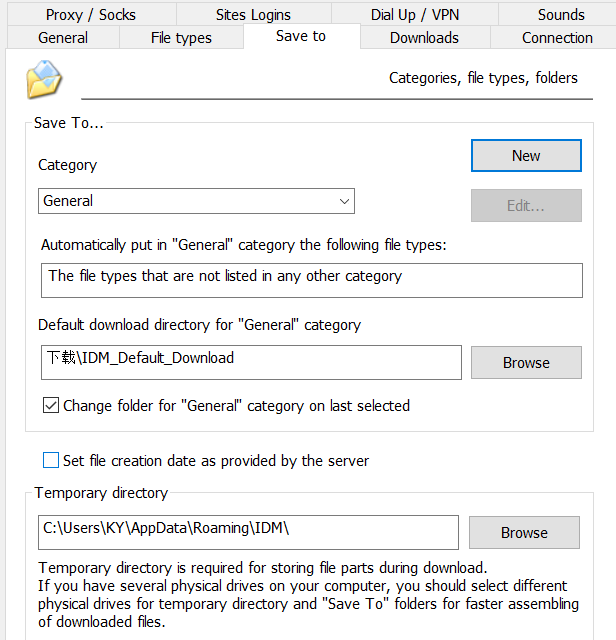 Proxy / Socks
Sites Logins
Dial Up / VPN
Sounds
General
File types
Save to
Downloads
Connection
Categories, file types, folders
Save To...
Category
New
General
Edit...
Automatically put in "General" category the following file types:
The file types that are not listed in any other category
Default download directory for "General" category
下载\IDM_Default_Download
Browse
Change folder for "General" category on last selected
Set file creation date as provided by the server
Temporary directory
C:\Users\KY\AppData\Roaming\IDM\
Browse
Temporary directory is required for storing file parts during download.
If you have several physical drives on your computer, you should select different
physical drives for temporary directory and "Save To" folders for faster assembling
of downloaded files.